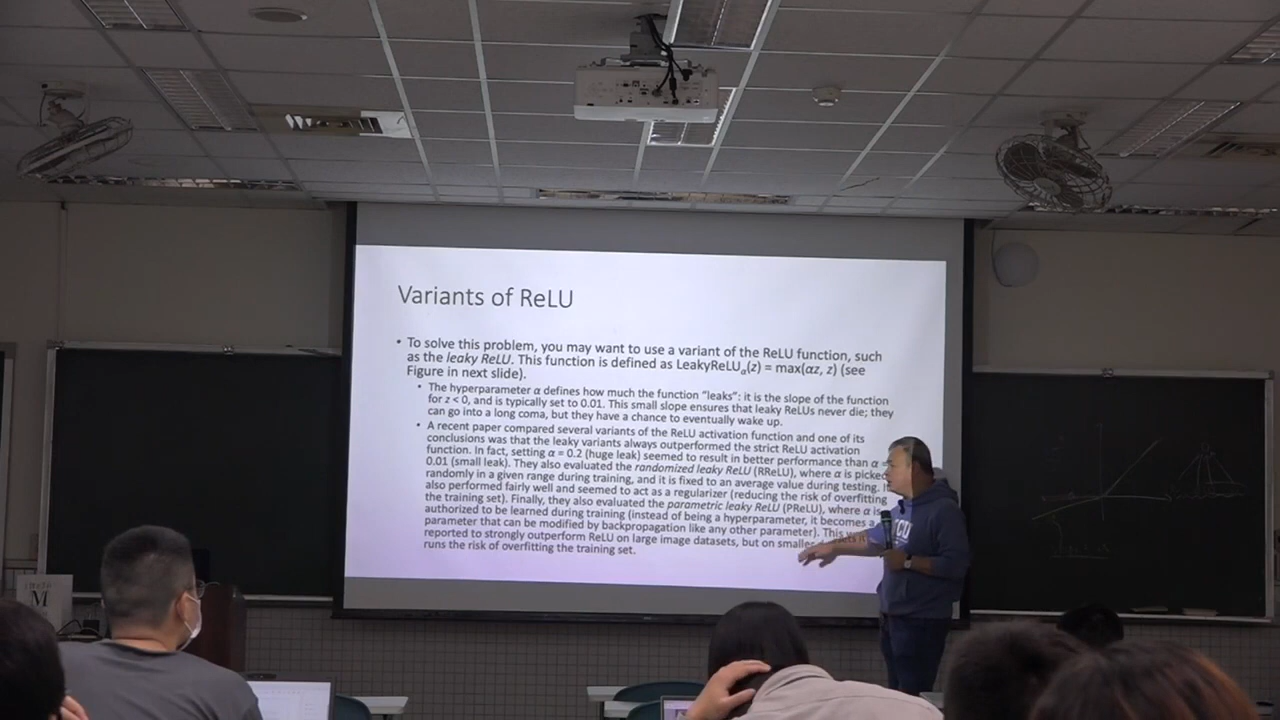 Variants of ReLU
• To solve this problem, you may want to use a variant of the ReLU function, such
as the leaky ReLU. This function is defined as LeakyReLUα(z) = max(αz, z) (see
Figure in next slide).
• The hyperparameter α defines how much the function “leaks”: it is the slope of the function
for z < 0, and is typically set to 0.01. This small slope ensures that leaky ReLUs never die; they
can go into a long coma, but they have a chance to eventually wake up.
• A recent paper compared several variants of the ReLU activation function and one of its
conclusions was that the leaky variants always outperformed the strict ReLU activation
function. In fact, setting α = 0.2 (huge leak) seemed to result in better performance than α =
0.01 (small leak). They also evaluated the randomized leaky ReLU (RReLU), where α is picked
randomly in a given range during training, and it is fixed to an average value during testing.
also performed fairly well and seemed to act as a regularizer (reducing the risk of overfitting
the training set). Finally, they also evaluated the parametric leaky ReLU (PReLU), where α is
authorized to be learned during training (instead of being a hyperparameter, it becomes a
parameter that can be modified by backpropagation like any other parameter). This
reported to strongly outperform ReLU on large image datasets, but on smaller it
runs the risk of overfitting the training set.
CU
M